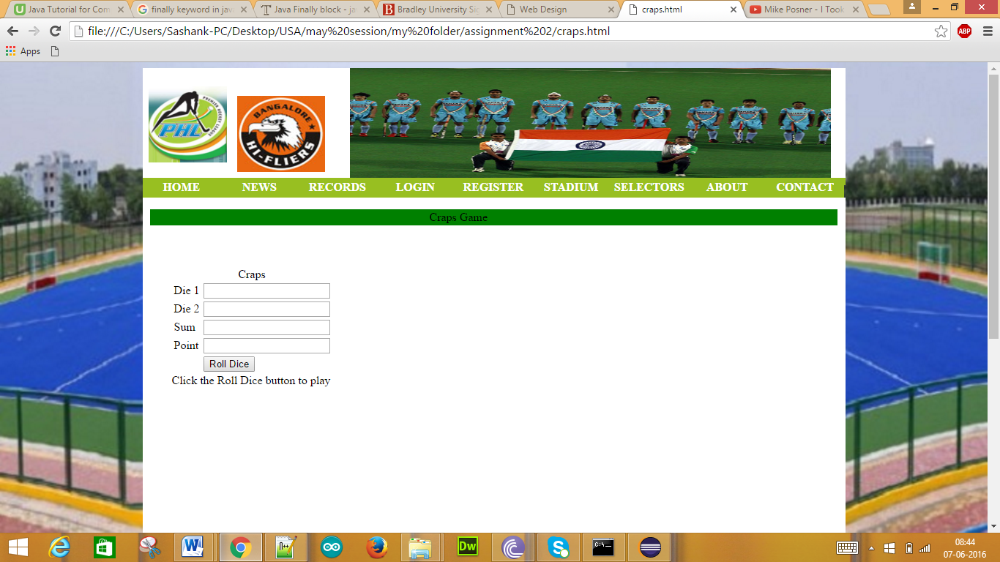 Java Tutorial for Com
finally keyword in java
Java Finally block - ja
Bradley University Sig
Web Design
craps.html
Mike Posner - I Took
file:///C:/Users/Sashank-PC/Desktop/USA/may%20session/my%20folder/assignment%202/craps.html
ABP
Apps
PREMIER HOCKEY LEAGUE
PHL
BANGALORE
HI-FLIERS
HOME NEWS RECORDS LOGIN REGISTER STADIUM SELECTORS ABOUT CONTACT
Craps Game
Craps
Die 1
Die 2
Sum
Point
Roll Dice
Click the Roll Dice button to play
Dw
C:\
08:44
07-06-2016